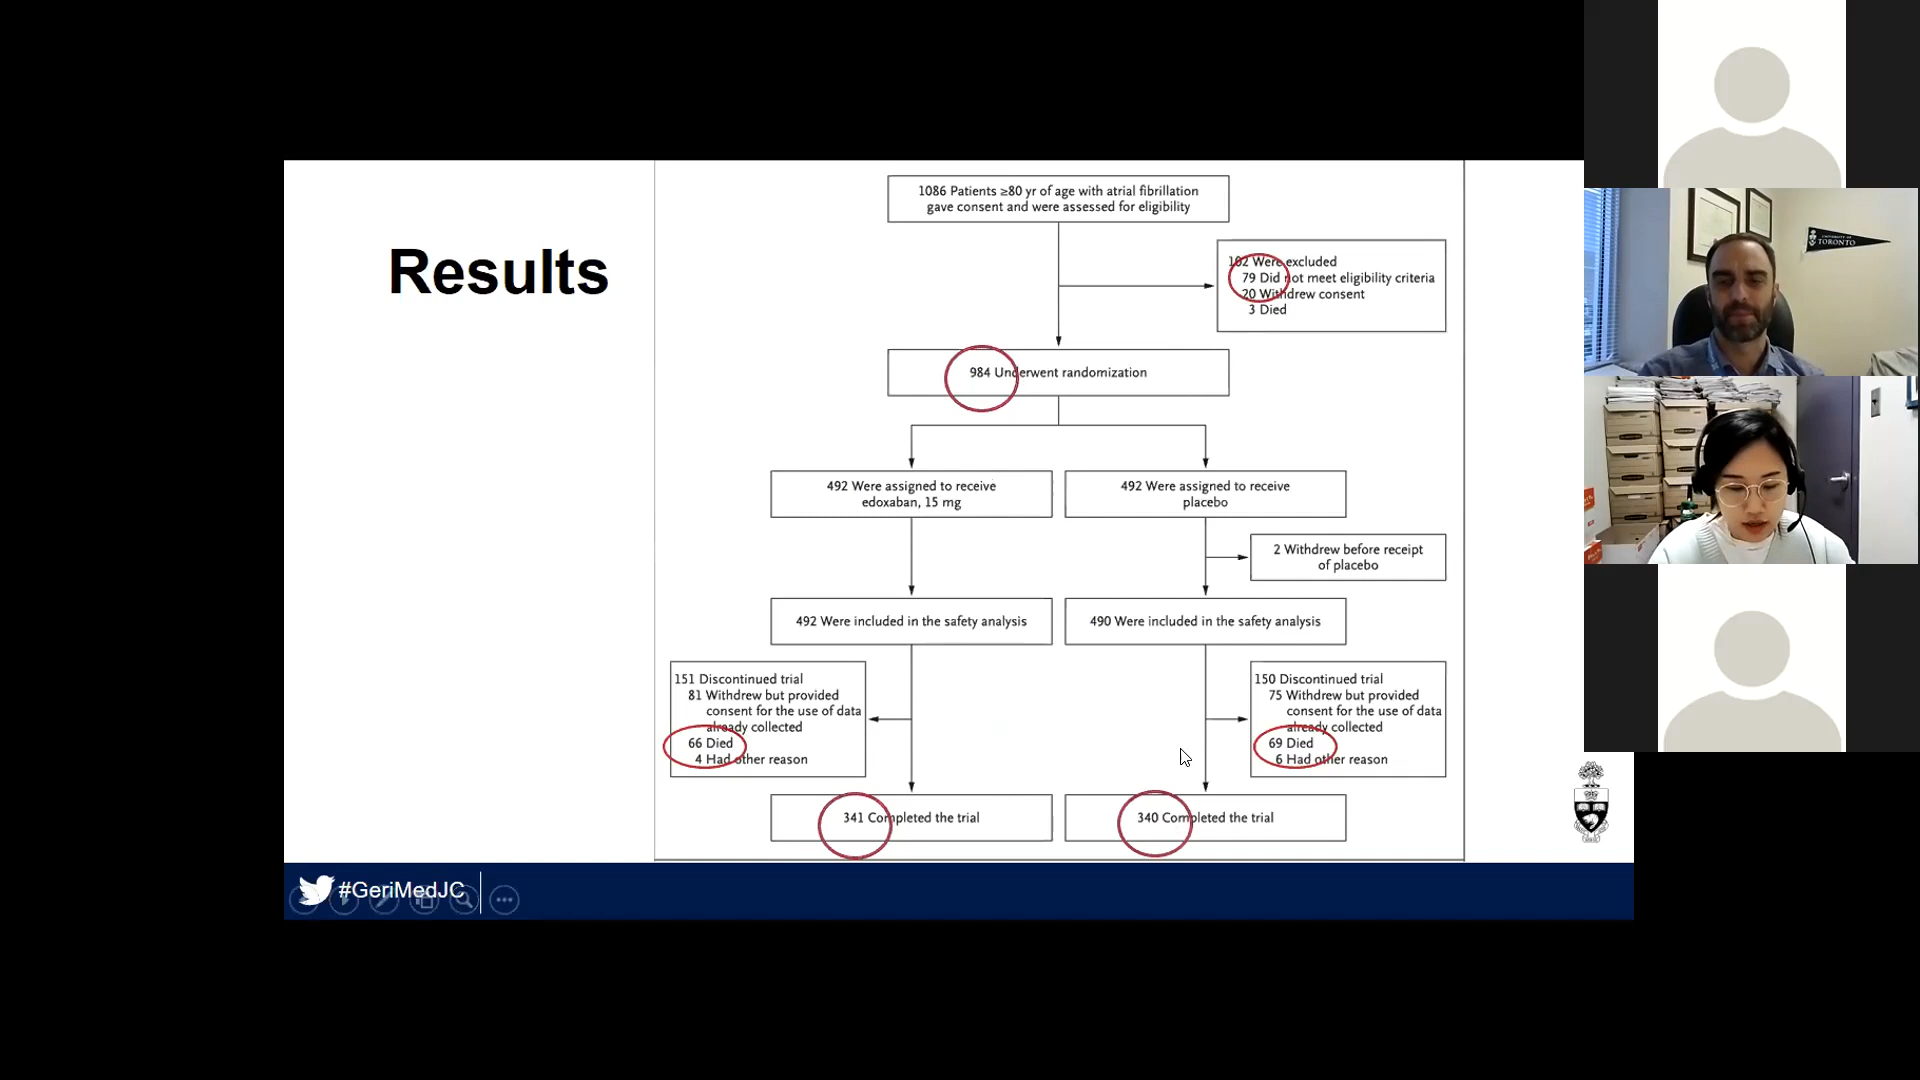 Results
1086 Patients ≥80 yr of age with atrial fibrillation
gave consent and were assessed for eligibility
102 Were excluded
79 Did not meet eligibility criteria
20 Withdrew consent
3 Died
984 Underwent randomization
492 Were assigned to receive
edoxaban, 15 mg
492 Were assigned to receive
placebo
2 Withdrew before receipt
of placebo
492 Were included in the safety analysis
490 Were included in the safety analysis
151 Discontinued trial
81 Withdrew but provided
consent for the use of data
already collected
66 Died
4 Had other reason
150 Discontinued trial
75 Withdrew but provided
consent for the use of data
already collected
69 Died
6 Had other reason
341 Completed the trial
340 Completed the trial
#GeriMedJC
UNIVERSITY OF
TORONTO